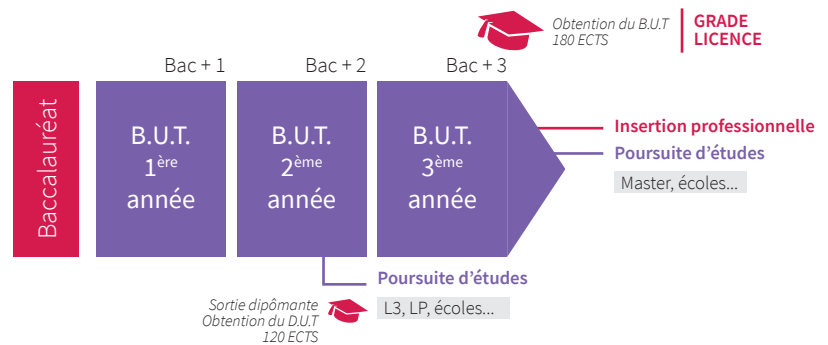 Obtention du B.U.T
180 ECTS
GRADE
LICENCE
Bac + 1
Bac + 2
Bac + 3
Baccalauréat
B.U.T.
1ère
année
B.U.T.
2ème
année
B.U.T.
3ème
année
Insertion professionnelle
Poursuite d’études
Master, écoles...
Poursuite d’études
L3, LP, écoles...
Sortie dipômante
Obtention du D.U.T
120 ECTS